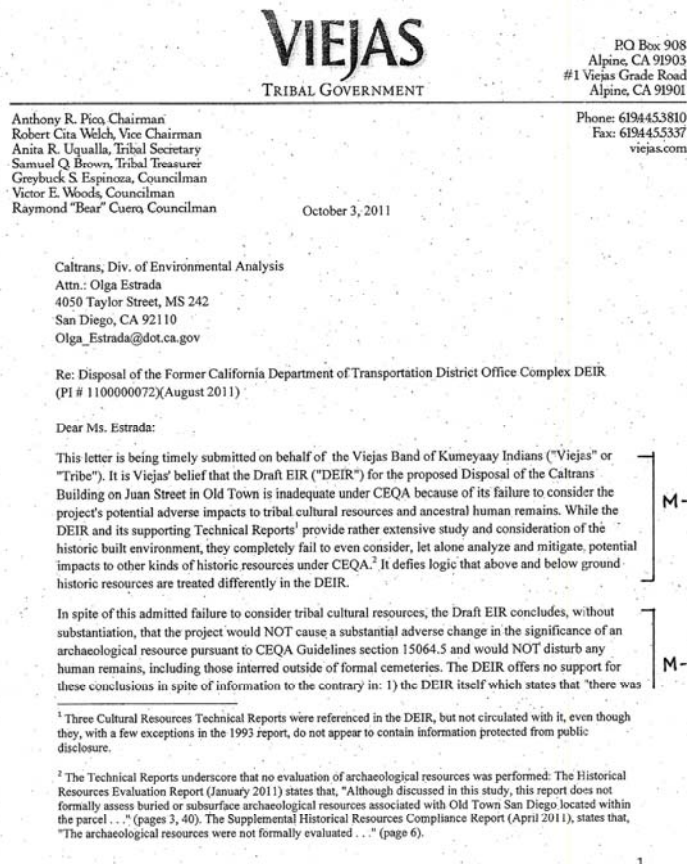 VIEJAS
TRIBAL GOVERNMENT
P.O. Box 908
Alpine, CA 91903
#1 Viejas Grade Road
Alpine, CA 91901
Phone: 619.445.3810
Fax: 619.445.5337
viejas.com
Anthony R. Pico, Chairman
Robert Cita Welch, Vice Chairman
Anita R. Uqualla, Tribal Secretary
Samuel Q. Brown, Tribal Treasurer
Greybuck S. Espinoza, Councilman
Victor E. Woods, Councilman
Raymond "Bear" Cuero, Councilman
October 3, 2011
Caltrans, Div. of Environmental Analysis
Attn.: Olga Estrada
4050 Taylor Street, MS 242
San Diego, CA 92110
Olga_Estrada@dot.ca.gov
Re: Disposal of the Former California Department of Transportation District Office Complex DEIR
(PI # 1100000072)(August 2011)
Dear Ms. Estrada:
This letter is being timely submitted on behalf of the Viejas Band of Kumeyaay Indians ("Viejas" or
"Tribe"). It is Viejas' belief that the Draft EIR ("DEIR") for the proposed Disposal of the Caltrans
Building on Juan Street in Old Town is inadequate under CEQA because of its failure to consider the
project's potential adverse impacts to tribal cultural resources and ancestral human remains. While the
DEIR and its supporting Technical Reports¹ provide rather extensive study and consideration of the
historic built environment, they completely fail to even consider, let alone analyze and mitigate, potential
impacts to other kinds of historic resources under CEQA.² It defies logic that above and below ground
historic resources are treated differently in the DEIR.
M-
In spite of this admitted failure to consider tribal cultural resources, the Draft EIR concludes, without
substantiation, that the project would NOT cause a substantial adverse change in the significance of an
archaeological resource pursuant to CEQA Guidelines section 15064.5 and would NOT disturb any
human remains, including those interred outside of formal cemeteries. The DEIR offers no support for
these conclusions in spite of information to the contrary in: 1) the DEIR itself which states that "there was
M-
¹ Three Cultural Resources Technical Reports were referenced in the DEIR, but not circulated with it, even though
they, with a few exceptions in the 1993 report, do not appear to contain information protected from public
disclosure.
² The Technical Reports underscore that no evaluation of archaeological resources was performed: The Historical
Resources Evaluation Report (January 2011) states that, "Although discussed in this study, this report does not
formally assess buried or subsurface archaeological resources associated with Old Town San Diego located within
the parcel . . ." (pages 3, 40). The Supplemental Historical Resources Compliance Report (April 2011), states that,
"The archaeological resources were not formally evaluated . . ." (page 6).
1